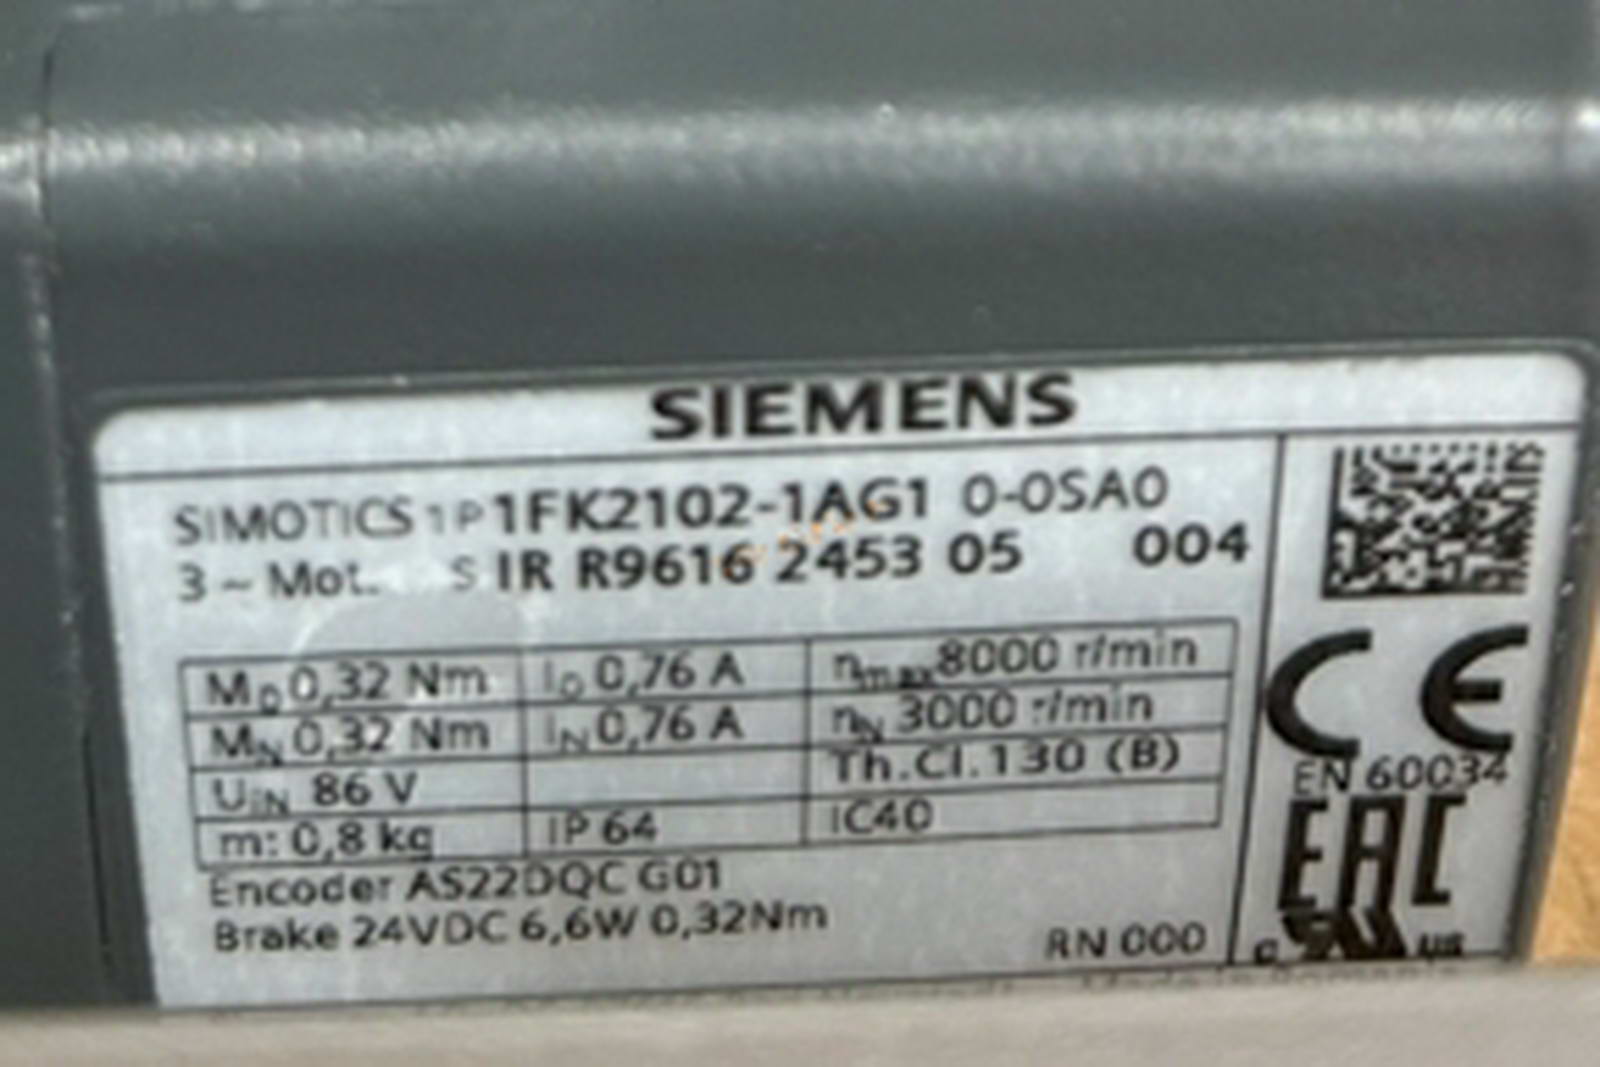 SIEMENS
SIMOTICS 1P 1FK2102-1AG1 0-0SA0
3 ~ Mot. S IR R9616 2453 05 004
M0 0,32 Nm I0 0,76 A nmax 8000 r/min
MN 0,32 Nm IN 0,76 A nN 3000 r/min
UIN 86 V Th.Cl.130 (B)
m: 0,8 kg IP 64 IC40
Encoder AS22DQC G01
Brake 24VDC 6,6W 0,32Nm
RN 000
CE
EN 60034
EAC
c us